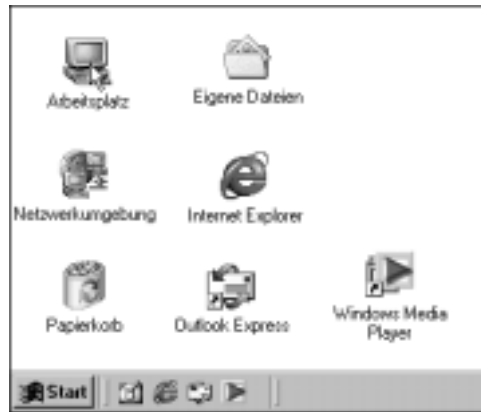 Arbeitsplatz
Eigene Dateien
Netzwerkumgebung
Internet Explorer
Papierkorb
Outlook Express
Windows Media
Player
Start